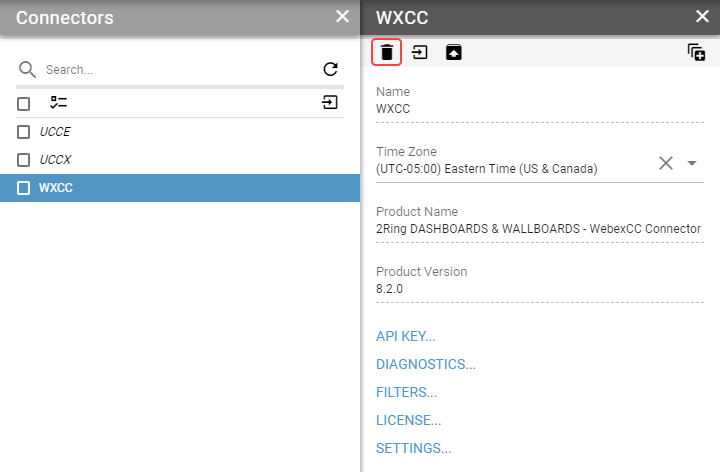 Connectors
Search...
UCCE
UCCX
WXCC
WXCC
Name
WXCC
Time Zone
(UTC-05:00) Eastern Time (US & Canada)
Product Name
2Ring DASHBOARDS & WALLBOARDS - WebexCC Connector
Product Version
8.2.0
API KEY...
DIAGNOSTICS...
FILTERS...
LICENSE...
SETTINGS...